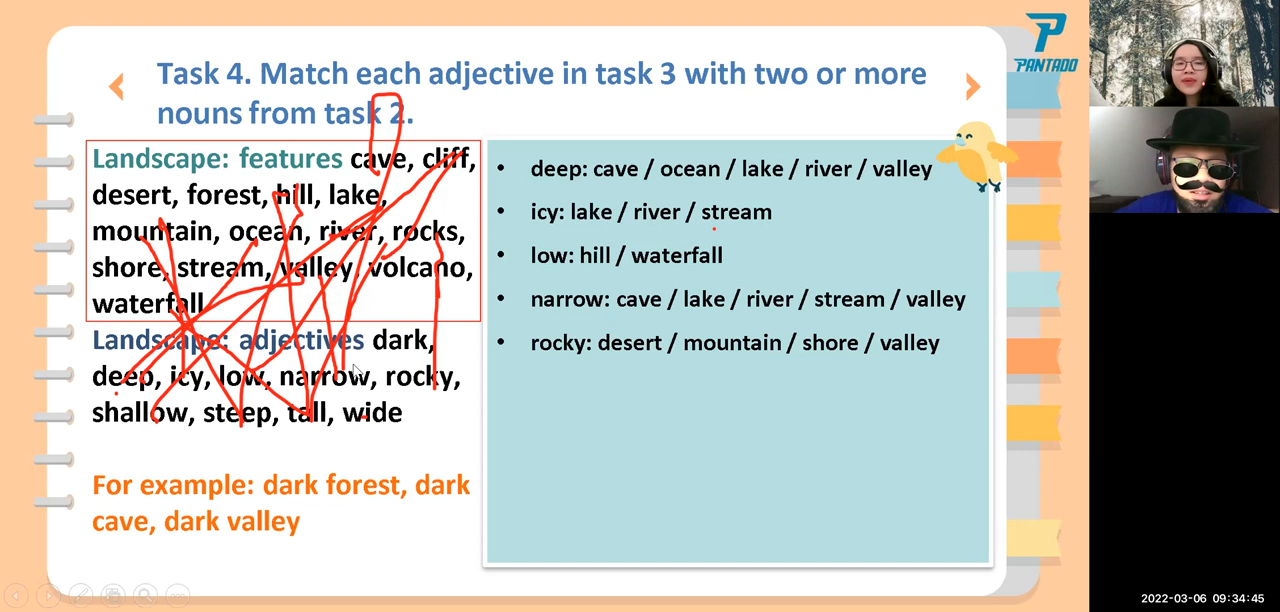 Task 4. Match each adjective in task 3 with two or more
nouns from task 2.
PANTADO
Landscape: features cave, cliff,
desert, forest, hill, lake,
mountain, ocean, river, rocks,
shore, stream, valley, volcano,
waterfall
Landscape: adjectives dark,
deep, icy, low, narrow, rocky,
shallow, steep, tall, wide
For example: dark forest, dark
cave, dark valley
• deep: cave / ocean / lake / river / valley
• icy: lake / river / stream
• low: hill / waterfall
• narrow: cave / lake / river / stream / valley
• rocky: desert / mountain / shore / valley
2022-03-06 09:34:45